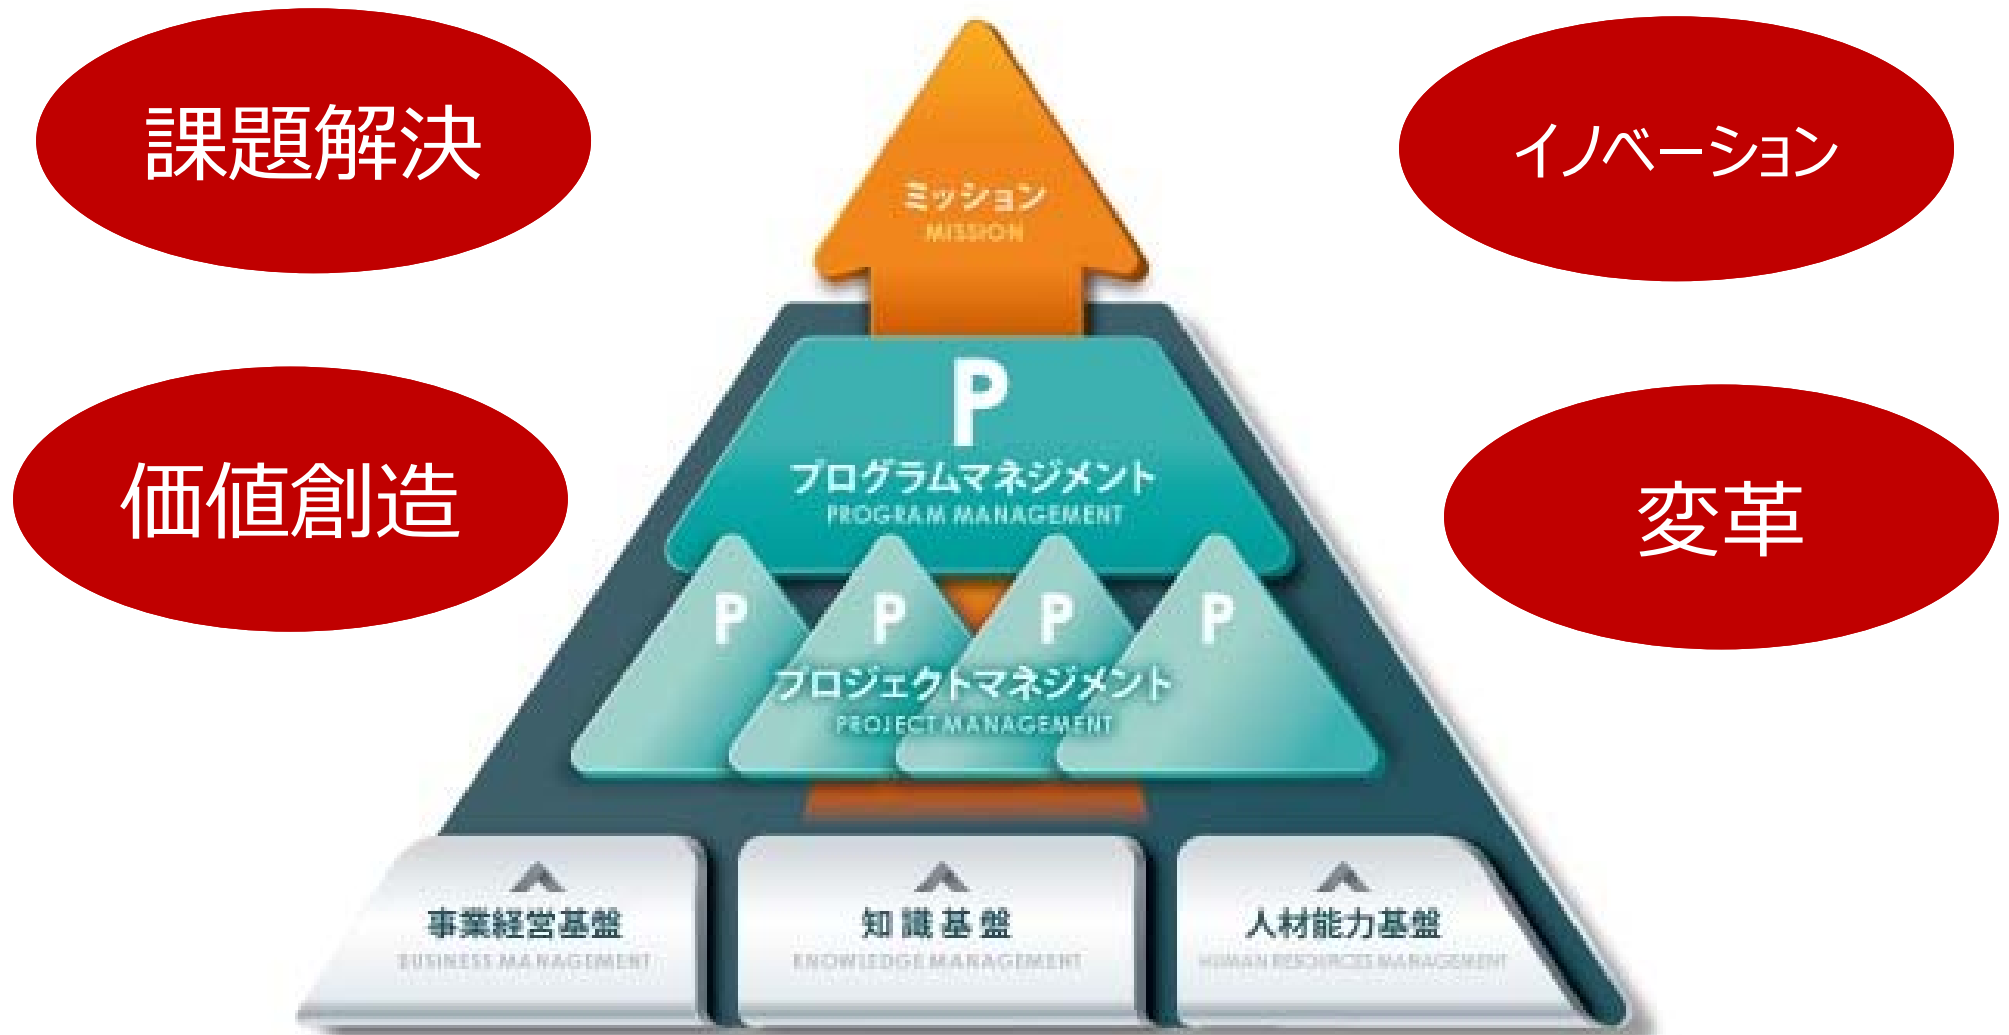 課題解決
イノベーション
ミッション
MISSION
P
プログラムマネジメント
PROGRAM MANAGEMENT
価値創造
変革
P P P P
プロジェクトマネジメント
PROJECT MANAGEMENT
事業経営基盤
BUSINESS MANAGEMENT
知識基盤
KNOWLEDGE MANAGEMENT
人材能力基盤
HUMAN RESOURCES MANAGEMENT